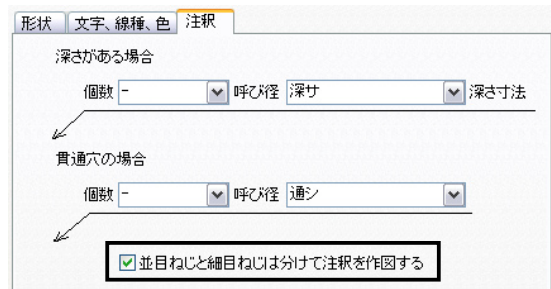 形状 文字、線種、色 注釈
深さがある場合
個数 - 呼び径 深サ 深さ寸法
貫通穴の場合
個数 - 呼び径 通シ
並目ねじと細目ねじは分けて注釈を作図する